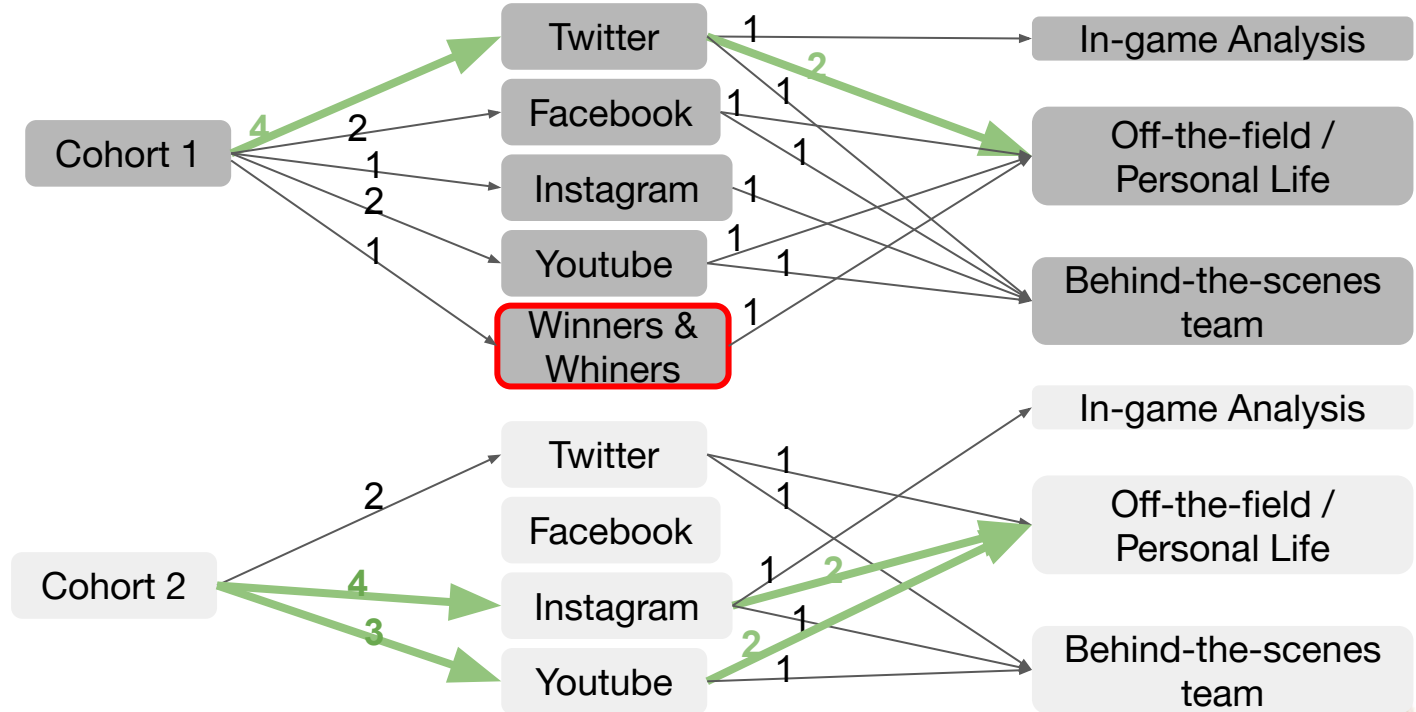 Twitter
1
In-game Analysis
2
4
Facebook
1
1
Off-the-field /
Personal Life
Cohort 1
2
1
1
Instagram
1
2
Youtube
1
1
Behind-the-scenes
team
1
Winners &
Whiners
1
In-game Analysis
Twitter
1
2
1
Off-the-field /
Personal Life
Facebook
Cohort 2
4
Instagram
1
2
3
1
Youtube
2
1
Behind-the-scenes
team